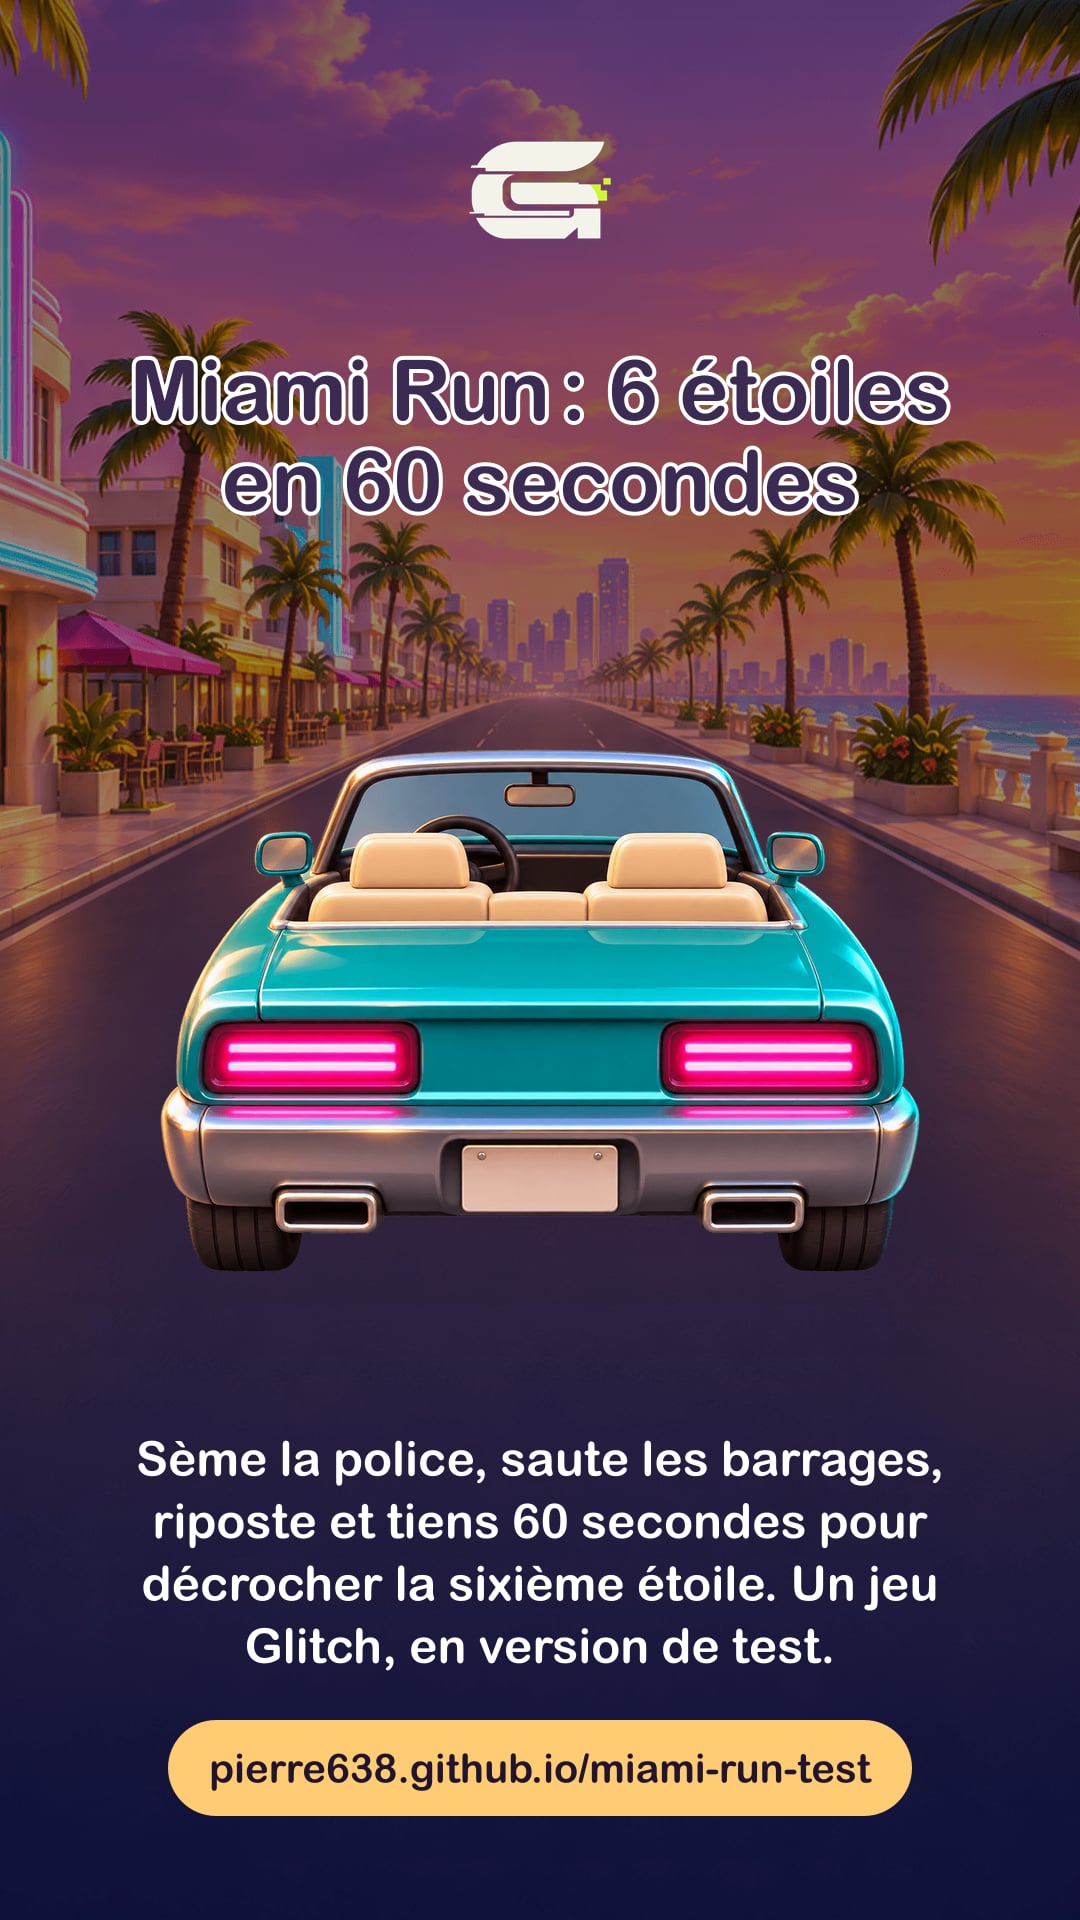 Miami Run : 6 étoiles
en 60 secondes
Sème la police, saute les barrages,
riposte et tiens 60 secondes pour
décrocher la sixième étoile. Un jeu
Glitch, en version de test.
pierre638.github.io/miami-run-test